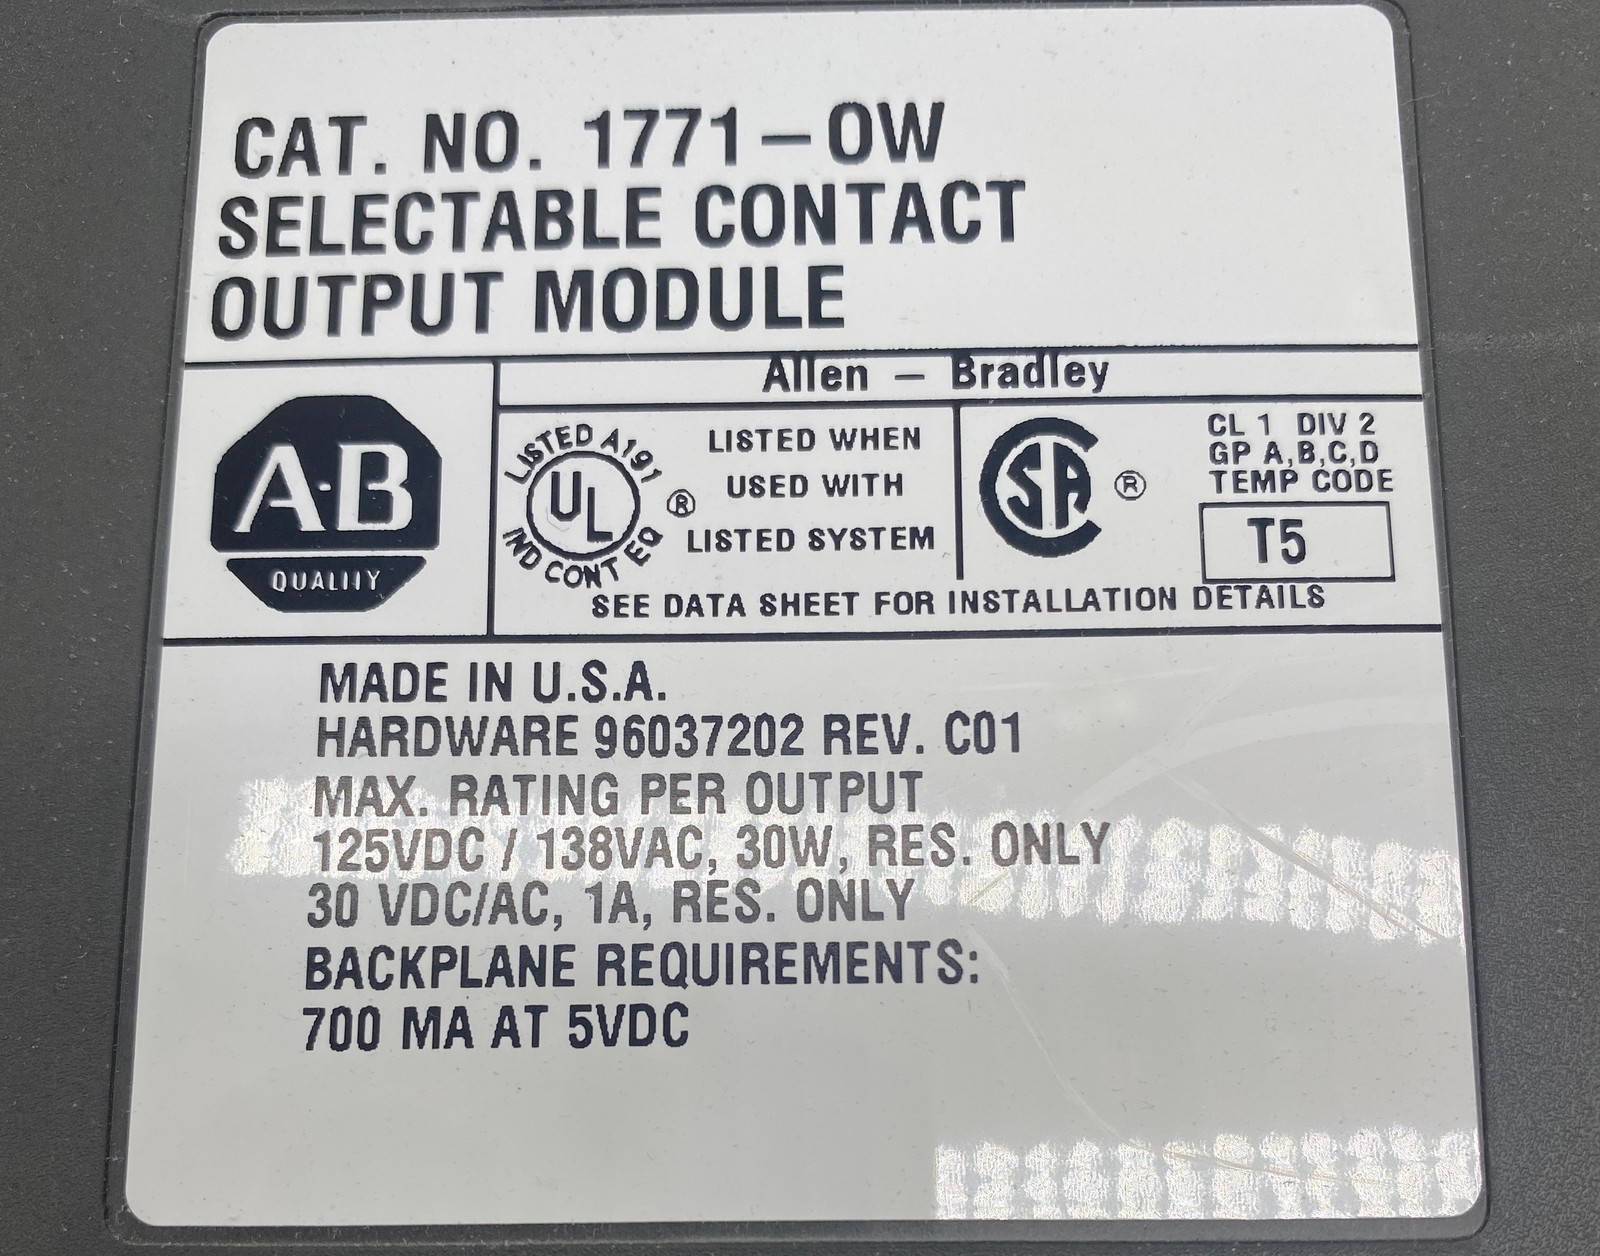 CAT. NO. 1771-OW
SELECTABLE CONTACT
OUTPUT MODULE
Allen - Bradley
A·B
QUALITY
LISTED A191
UL
IND CONT EQ
®
LISTED WHEN
USED WITH
LISTED SYSTEM
SA
®
CL 1 DIV 2
GP A,B,C,D
TEMP CODE
T5
SEE DATA SHEET FOR INSTALLATION DETAILS
MADE IN U.S.A.
HARDWARE 96037202 REV. C01
MAX. RATING PER OUTPUT
125VDC / 138VAC, 30W, RES. ONLY
30 VDC/AC, 1A, RES. ONLY
BACKPLANE REQUIREMENTS:
700 MA AT 5VDC